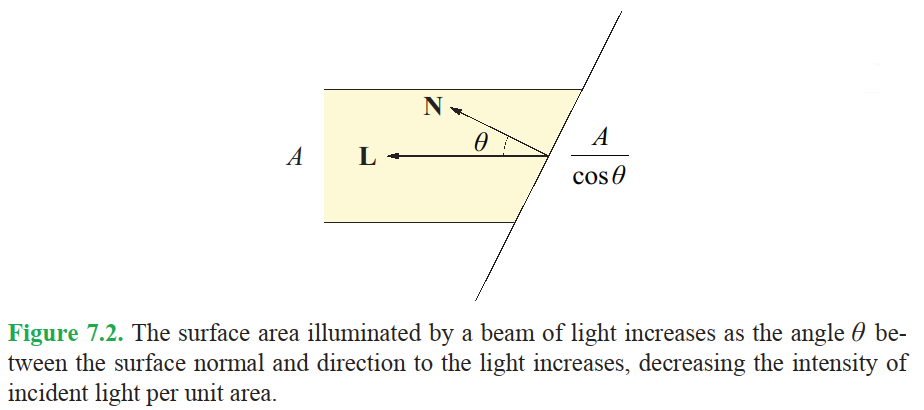 N
θ
A
L
A
cosθ
Figure 7.2. The surface area illuminated by a beam of light increases as the angle θ be-
tween the surface normal and direction to the light increases, decreasing the intensity of
incident light per unit area.